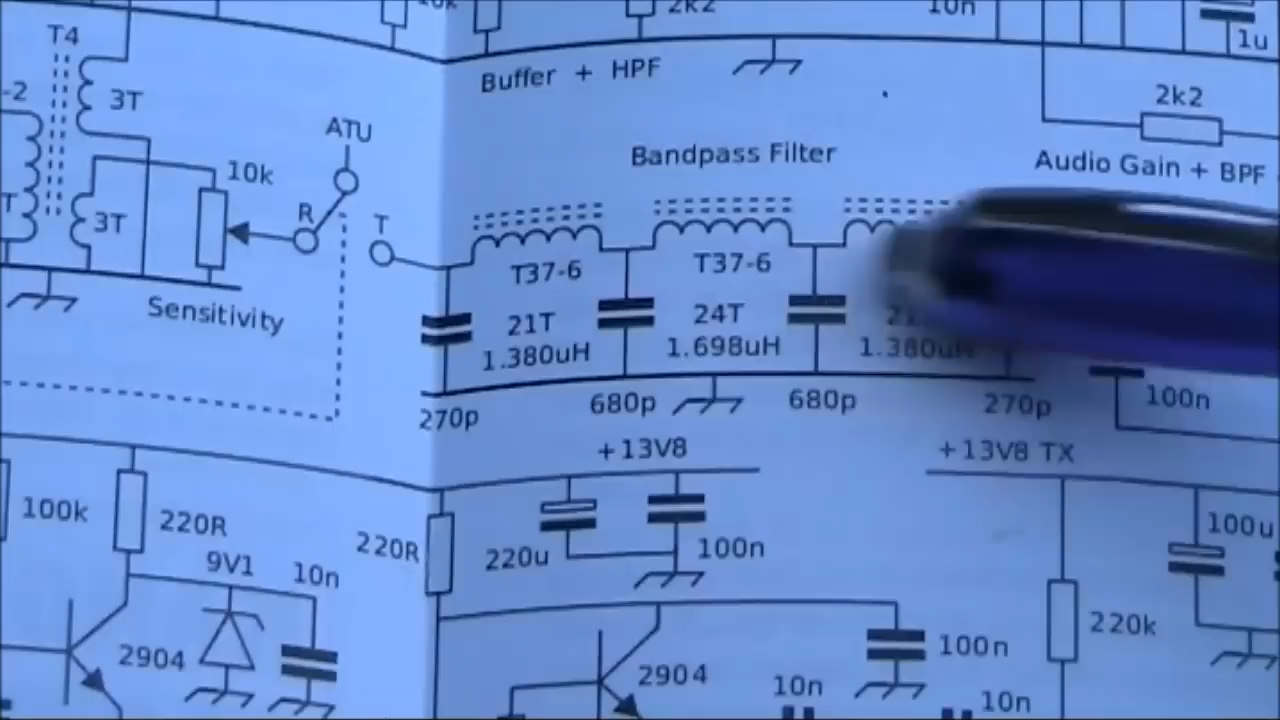 2k2
10n
1u
T4
Buffer + HPF
-2
3T
2k2
ATU
Bandpass Filter
Audio Gain + BPF
10k
R
T
T
3T
T37-6
T37-6
Sensitivity
21T
24T
1.380uH
1.698uH
1.380uH
270p
680p
680p
270p
100n
+13V8
+13V8 TX
100k
220R
220R
220u
100n
100u
9V1
10n
2904
2904
100n
220k
10n
10n